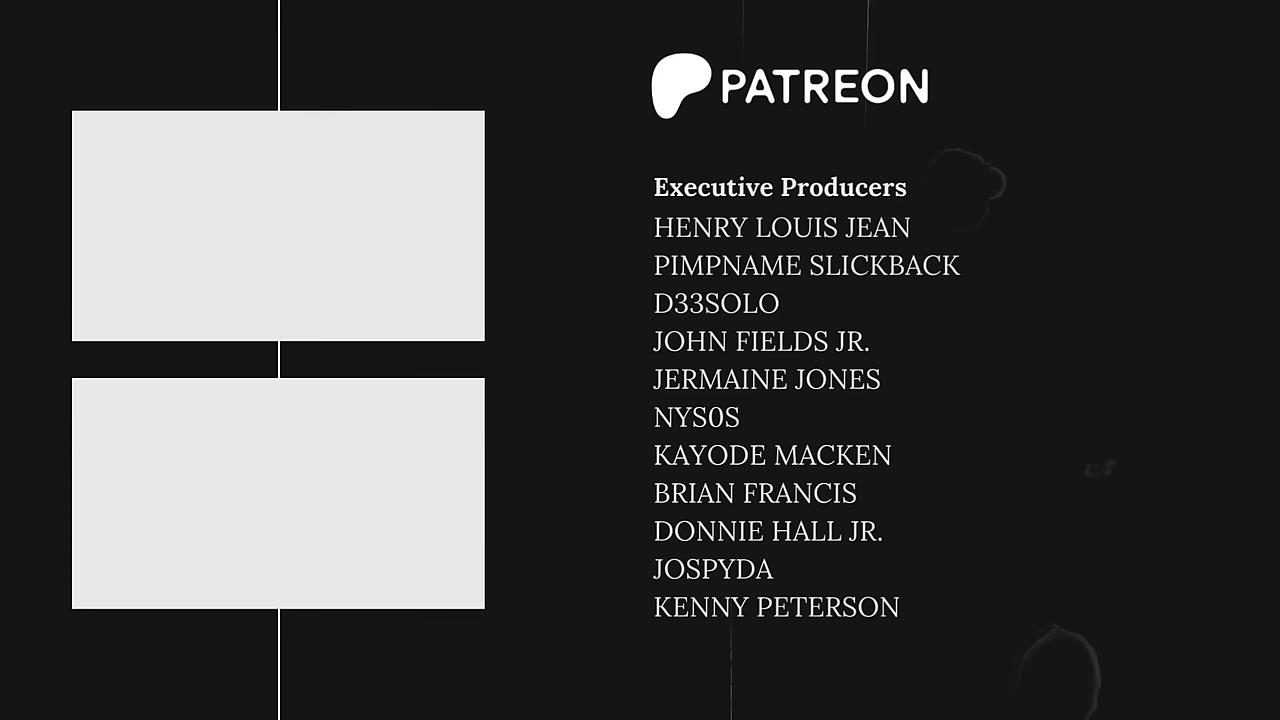 PATREON
Executive Producers
HENRY LOUIS JEAN
PIMPNAME SLICKBACK
D33SOLO
JOHN FIELDS JR.
JERMAINE JONES
NYS0S
KAYODE MACKEN
BRIAN FRANCIS
DONNIE HALL JR.
JOSPYDA
KENNY PETERSON